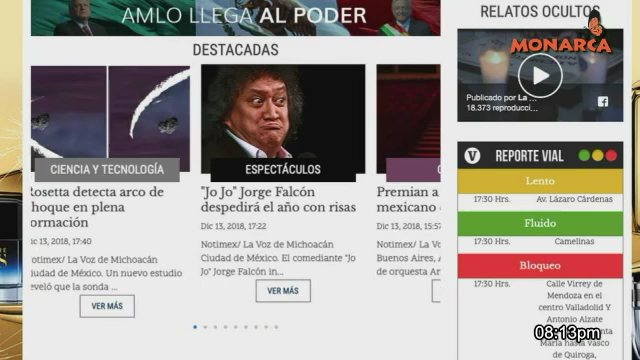 AMLO LLEGA AL PODER
DESTACADAS
CIENCIA Y TECNOLOGÍA
Rosetta detecta arco de
choque en plena
formación
Dic 13, 2018, 17:40
Notimex/ La Voz de Michoacán
Ciudad de México. Un nuevo estudio
reveló que la sonda ...
VER MÁS
ESPECTÁCULOS
"Jo Jo" Jorge Falcón
despedirá el año con risas
Dic 13, 2018, 17:22
Notimex/ La Voz de Michoacán
Ciudad de México. El comediante "Jo
Jo" Jorge Falcón in...
VER MÁS
Premian a
mexicano
Dic 13, 2018, 15:57
Notimex/ La Voz
Buenos Aires,
de orquesta Ar
RELATOS OCULTOS
MONARCA
Publicado por La ...
18.373 reproducci...
V REPORTE VIAL
Lento
17:30 Hrs. Av. Lázaro Cárdenas
Fluido
17:30 Hrs. Camelinas
Bloqueo
17:30 Hrs. Calle Virrey de
Mendoza en el
centro Valladolid Y
Antonio Alzate
Santa
María hasta Vasco
de Quiroga,
08:13pm